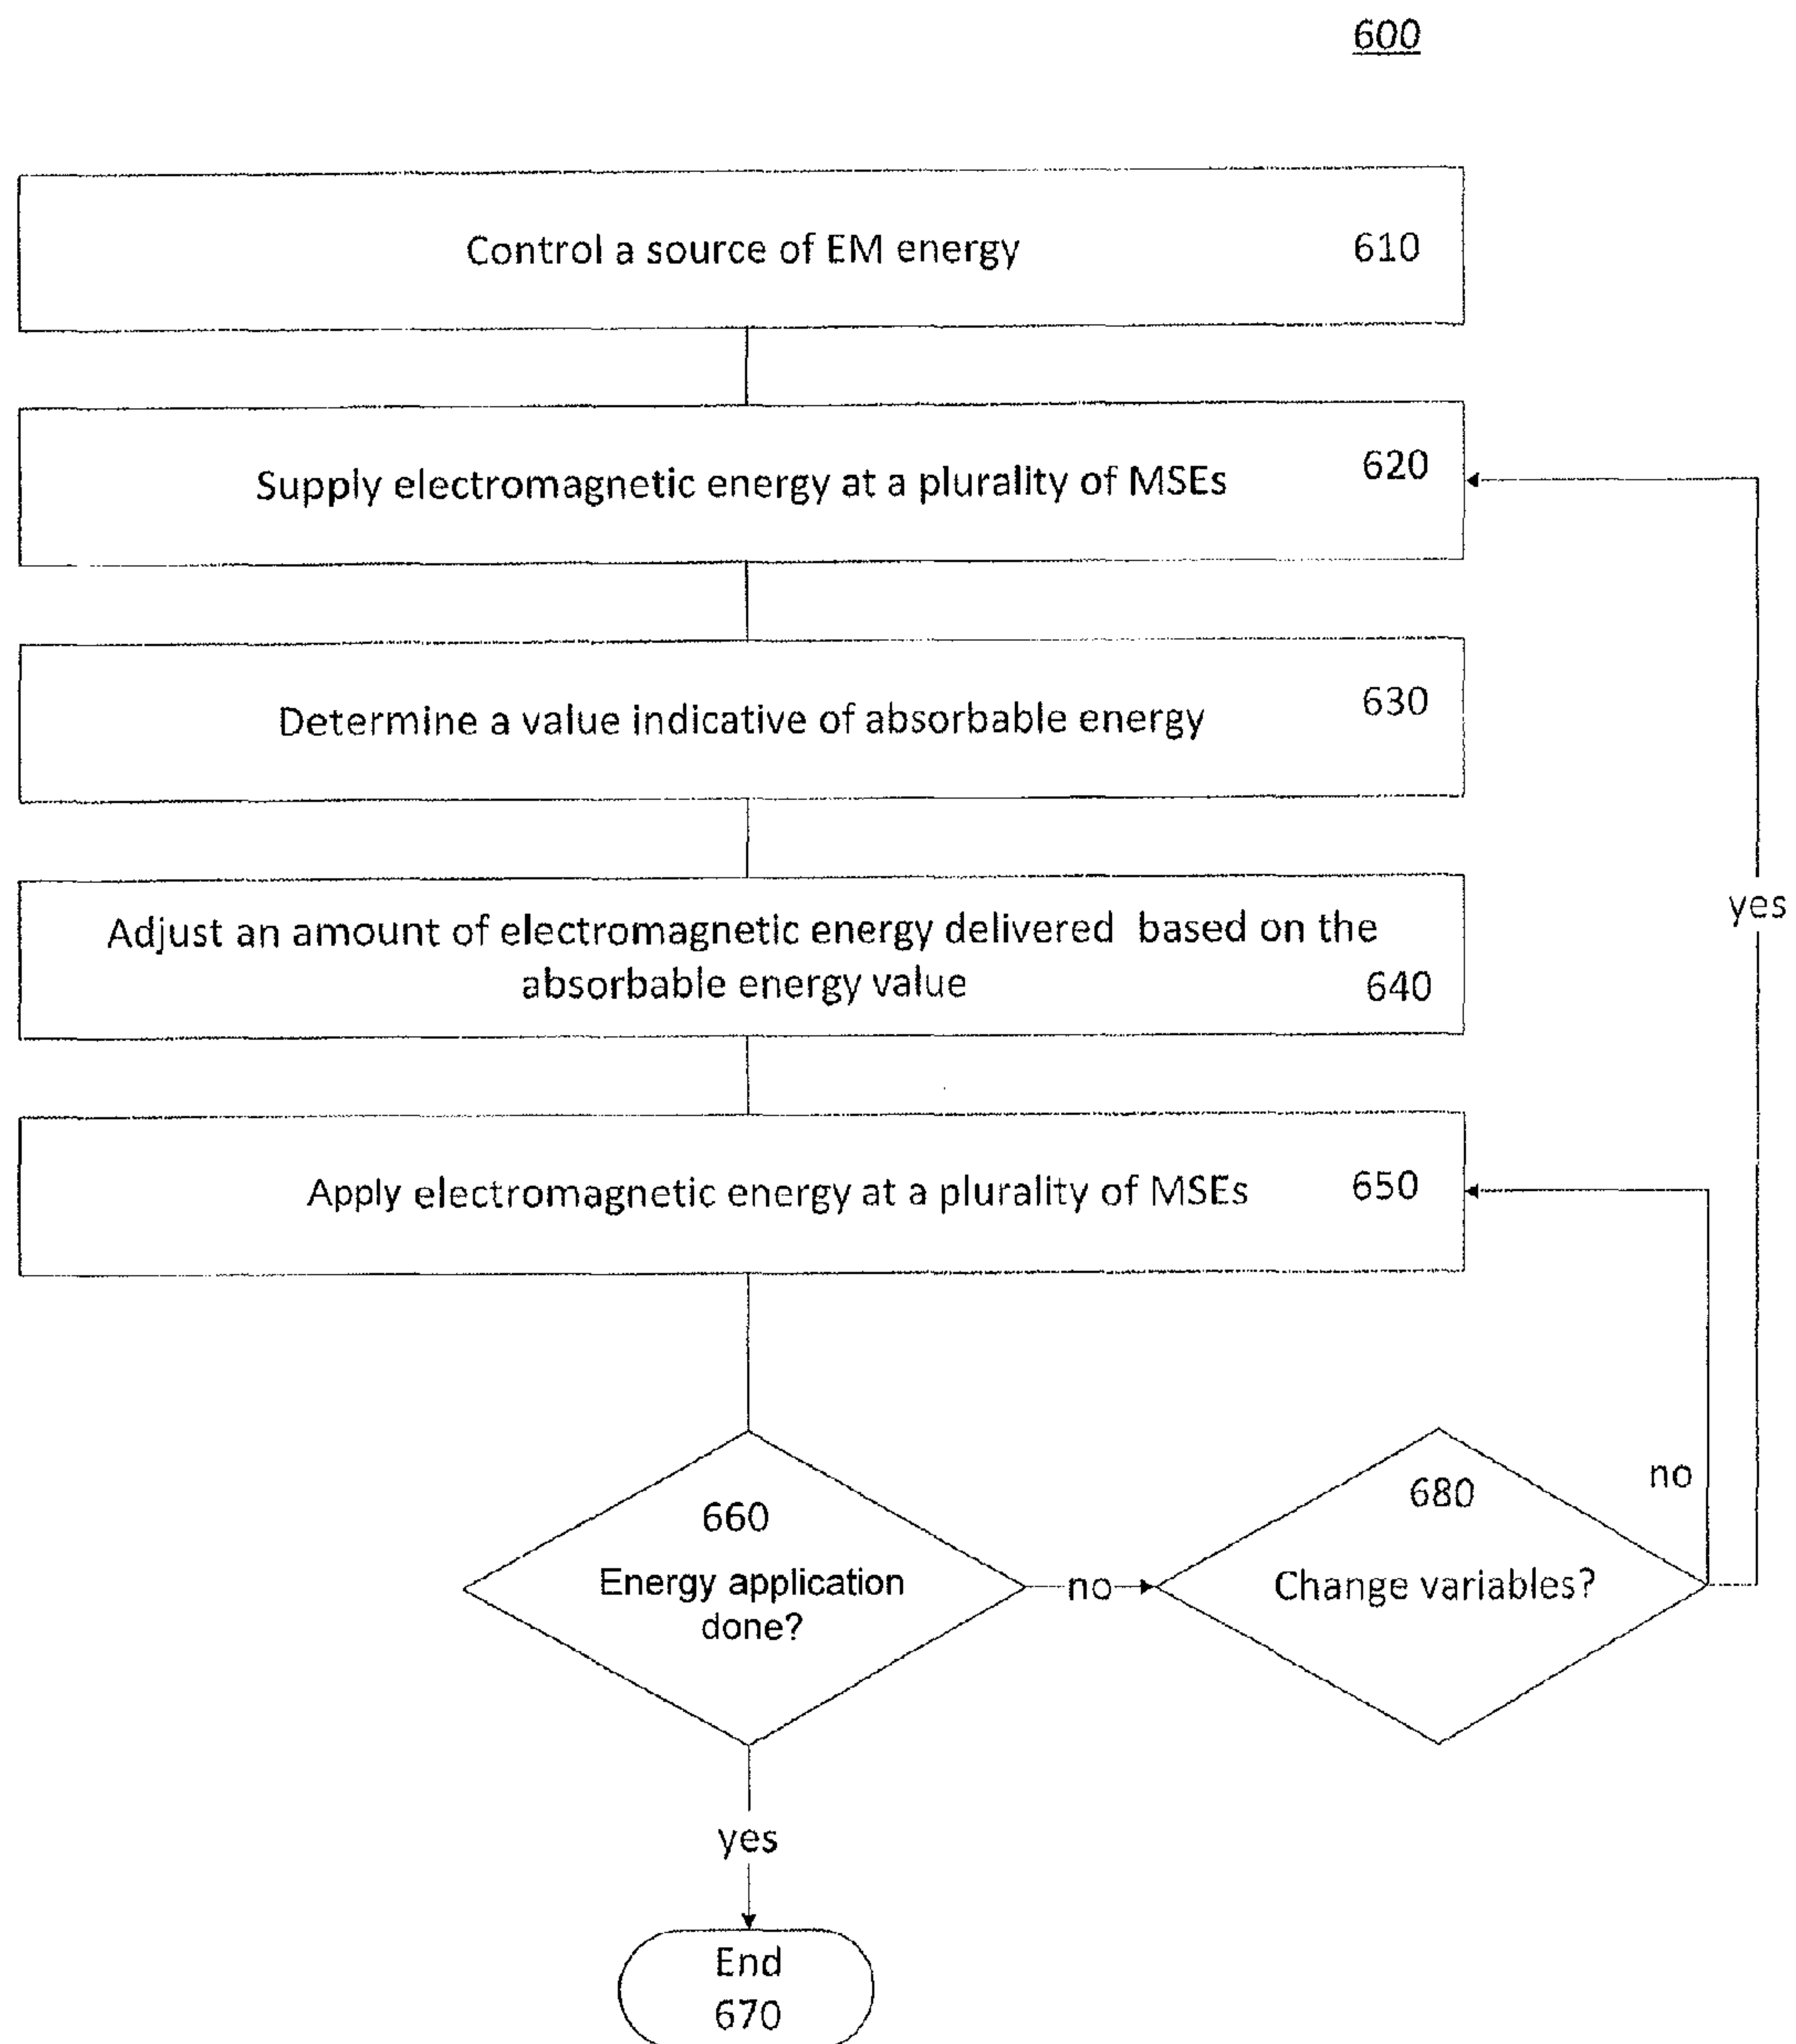 600
Control a source of EM energy 610
Supply electromagnetic energy at a plurality of MSEs 620
Determine a value indicative of absorbable energy 630
Adjust an amount of electromagnetic energy delivered based on the
absorbable energy value 640
yes
Apply electromagnetic energy at a plurality of MSEs 650
no
660
Energy application
done?
no
680
Change variables?
yes
End
670